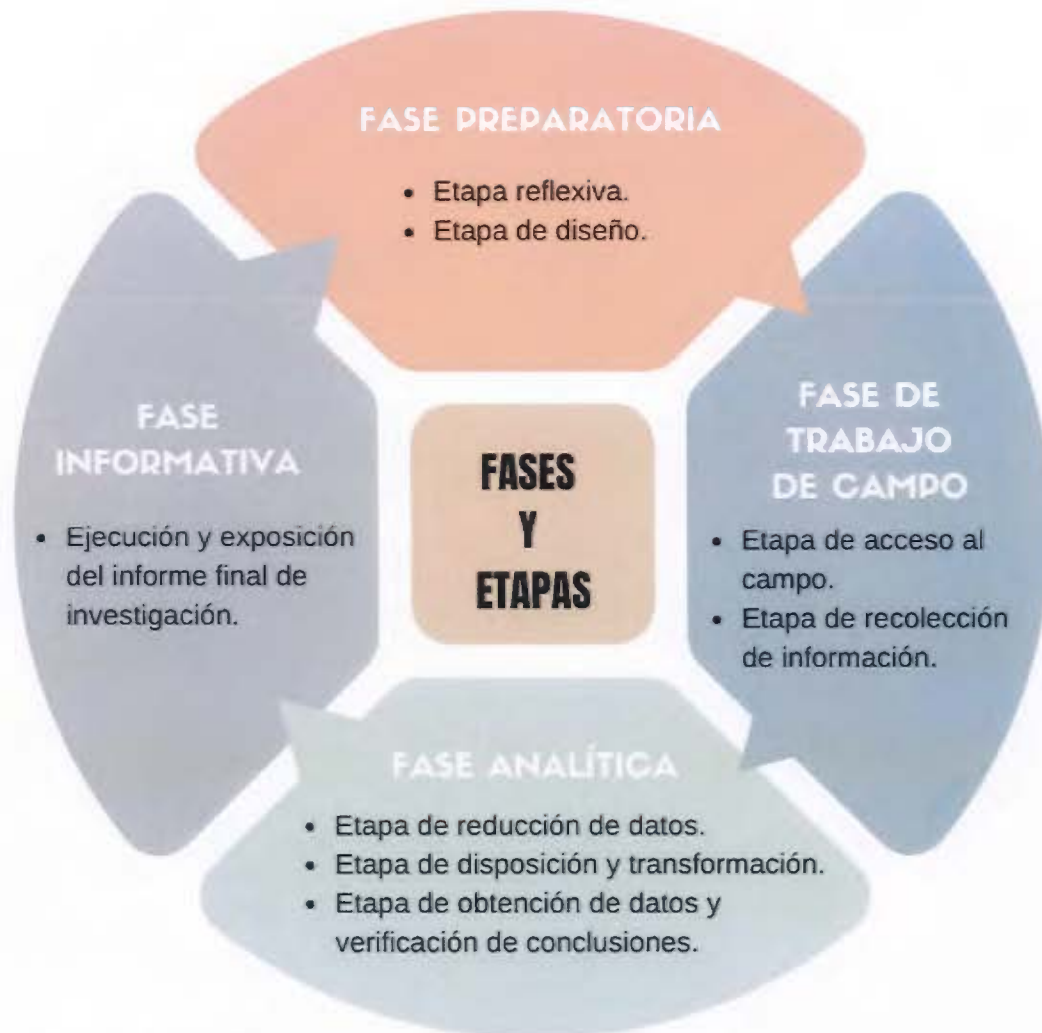 FASE PREPARATORIA
• Etapa reflexiva.
• Etapa de diseño.
FASE DE
TRABAJO
DE CAMPO
• Etapa de acceso al
campo.
• Etapa de recolección
de información.
FASE ANALÍTICA
• Etapa de reducción de datos.
• Etapa de disposición y transformación.
• Etapa de obtención de datos y
verificación de conclusiones.
FASE
INFORMATIVA
• Ejecución y exposición
del informe final de
investigación.
FASES
Y
ETAPAS